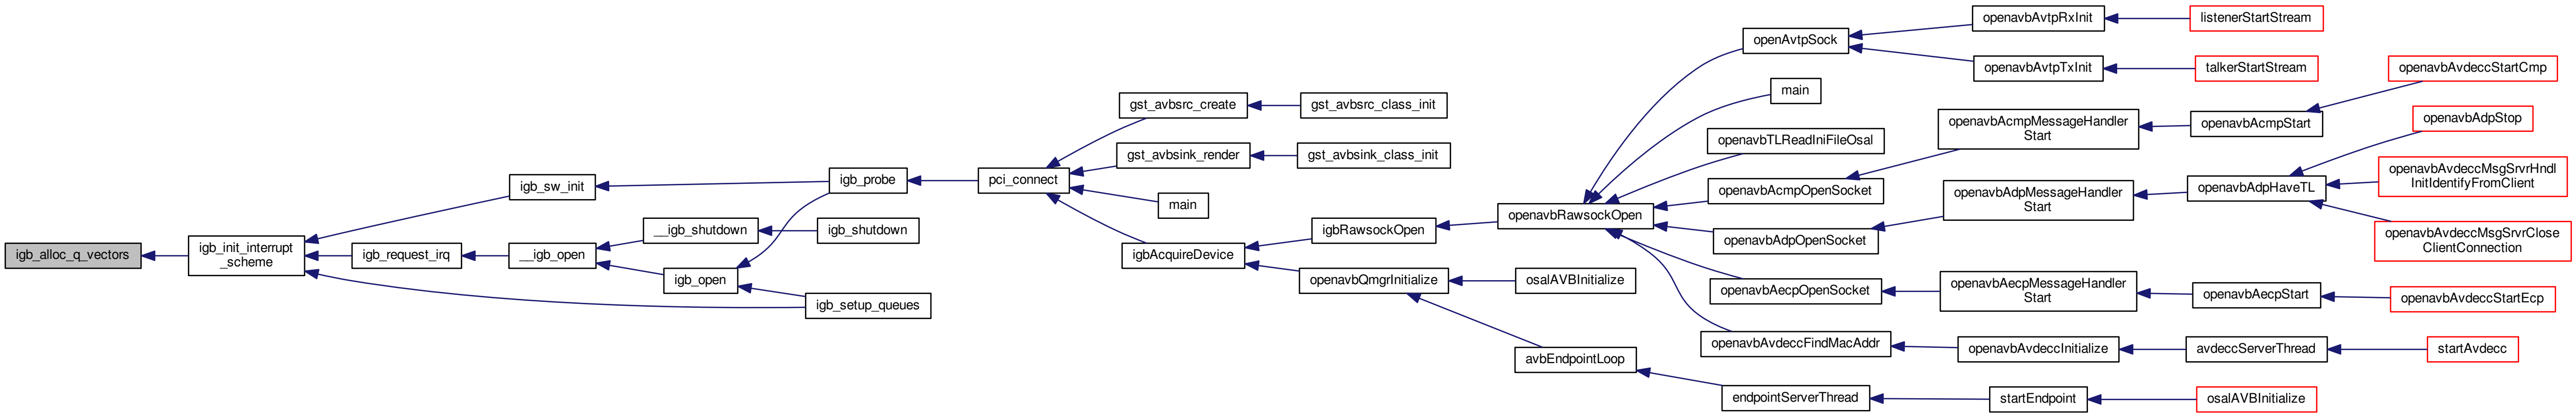 igb_alloc_q_vectors
igb_init_interrupt
_scheme
igb_sw_init
igb_request_irq
__igb_open
__igb_shutdown
igb_open
igb_probe
igb_shutdown
igb_setup_queues
pci_connect
gst_avbsrc_create
gst_avbsink_render
main
igbAcquireDevice
gst_avbsrc_class_init
gst_avbsink_class_init
igbRawsockOpen
openavbQmgrInitialize
openavbRawsockOpen
osalAVBInitialize
avbEndpointLoop
openAvtpSock
main
openavbTLReadIniFileOsal
openavbAcmpOpenSocket
openavbAdpOpenSocket
openavbAecpOpenSocket
openavbAvdeccFindMacAddr
endpointServerThread
openavbAvtpRxInit
openavbAvtpTxInit
openavbAcmpMessageHandler
Start
openavbAdpMessageHandler
Start
openavbAecpMessageHandler
Start
openavbAvdeccInitialize
startEndpoint
listenerStartStream
talkerStartStream
openavbAcmpStart
openavbAdpHaveTL
openavbAecpStart
avdeccServerThread
osalAVBInitialize
openavbAvdeccStartCmp
openavbAdpStop
openavbAvdeccMsgSrvrHndl
InitIdentifyFromClient
openavbAvdeccMsgSrvrClose
ClientConnection
openavbAvdeccStartEcp
startAvdecc